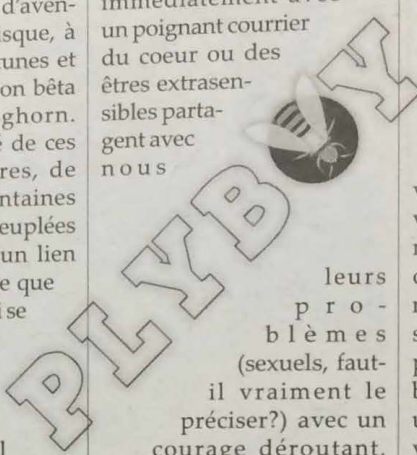 d'aven-
sque, à
unes et
on bêta
ghorn.
e de ces
res, de
ntaines
euplées
un lien
e que
i se
un poignant courrier
du coeur ou des
êtres extrasen-
sibles parta-
gent avec
nous
PLYBOY
leurs
pro-
blèmes
(sexuels, faut-
il vraiment le
préciser?) avec un
courage déroutant.